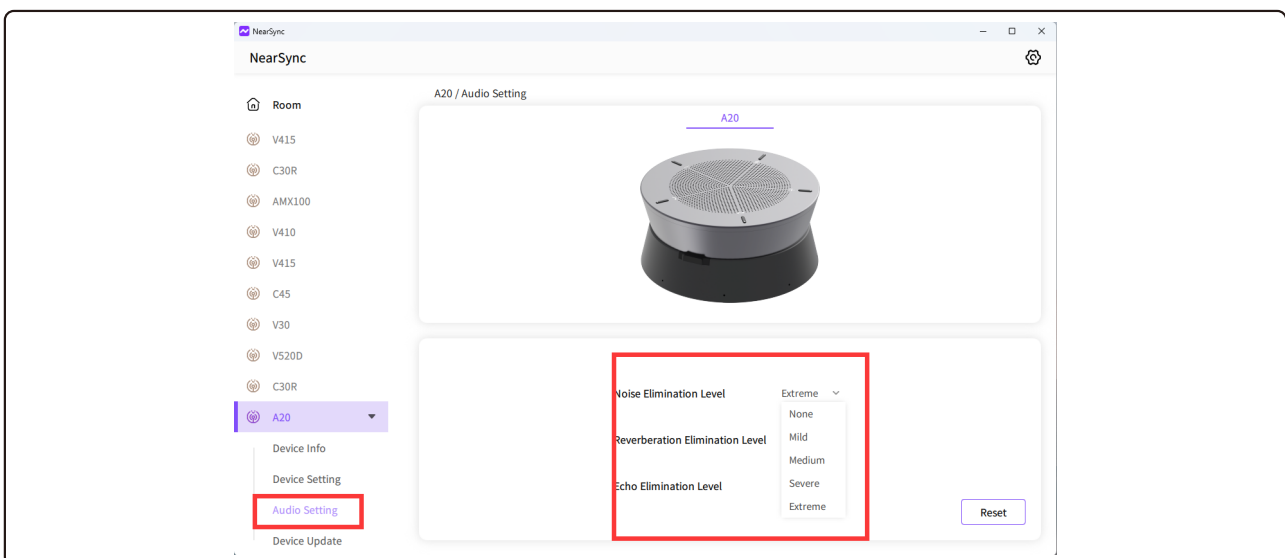 NearSync
NearSync
Room
V415
C30R
AMX100
V410
V415
C45
V30
V520D
C30R
A20
Device Info
Device Setting
Audio Setting
Device Update
A20 / Audio Setting
A20
Noise Elimination Level Extreme
None
Mild
Medium
Severe
Extreme
Reverberation Elimination Level
Echo Elimination Level
Reset